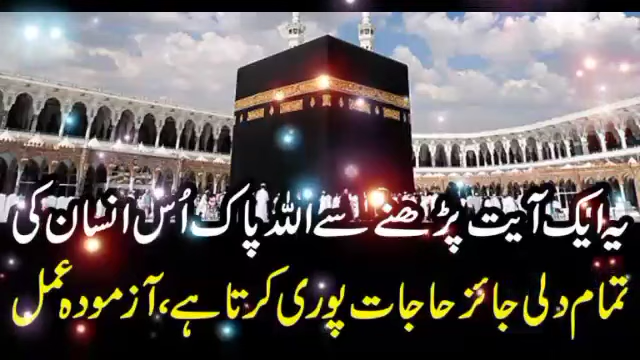 یہ ایک آیت پڑھنے سے اللہ پاک اُس انسان کی
تمام دلی جائز حاجات پوری کرتا ہے، آزمودہ عمل